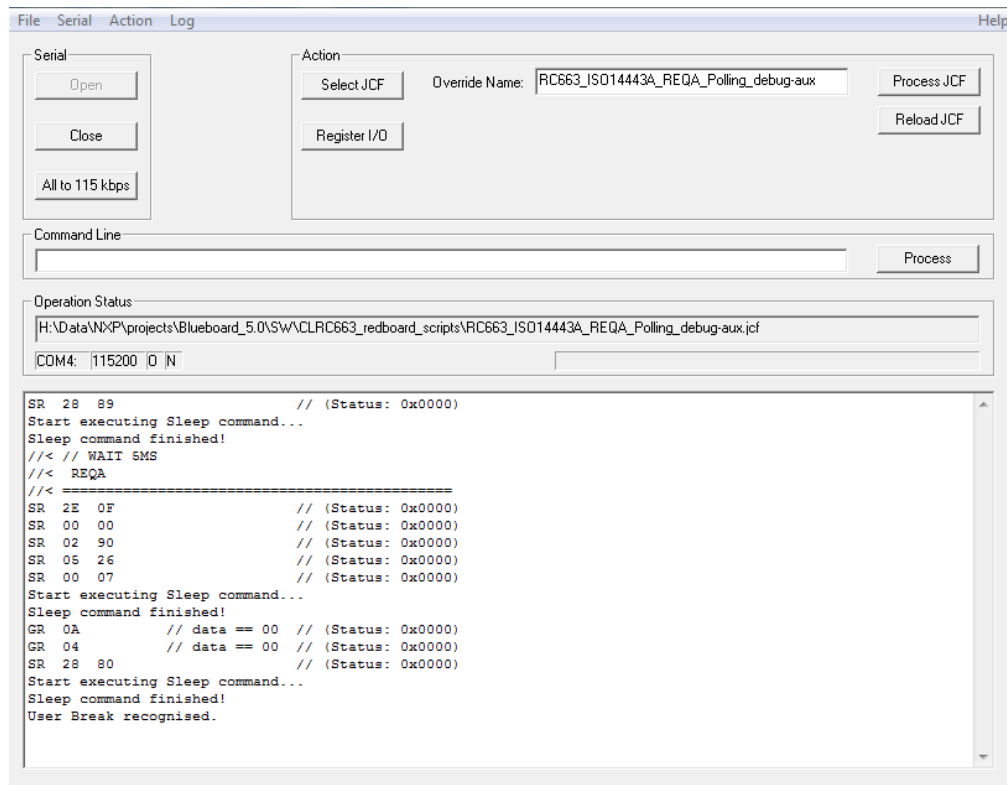 File Serial Action Log Help
Serial
Open
Close
All to 115 kbps
Action
Select JCF Override Name: RC663_ISO14443A_REQA_Polling_debug-aux Process JCF
Reload JCF
Register I/O
Command Line
Process
Operation Status
H:\Data\NXP\projects\Blueboard_5.0\SW\CLRC663_redboard_scripts\RC663_ISO14443A_REQA_Polling_debug-aux.jcf
COM4: 115200 O N
SR 28 89 // (Status: 0x0000)
Start executing Sleep command...
Sleep command finished!
//< // WAIT 5MS
//< REQA
//< =============================================
SR 2E 0F // (Status: 0x0000)
SR 00 00 // (Status: 0x0000)
SR 02 90 // (Status: 0x0000)
SR 05 26 // (Status: 0x0000)
SR 00 07 // (Status: 0x0000)
Start executing Sleep command...
Sleep command finished!
GR 0A // data == 00 // (Status: 0x0000)
GR 04 // data == 00 // (Status: 0x0000)
SR 28 80 // (Status: 0x0000)
Start executing Sleep command...
Sleep command finished!
User Break recognised.